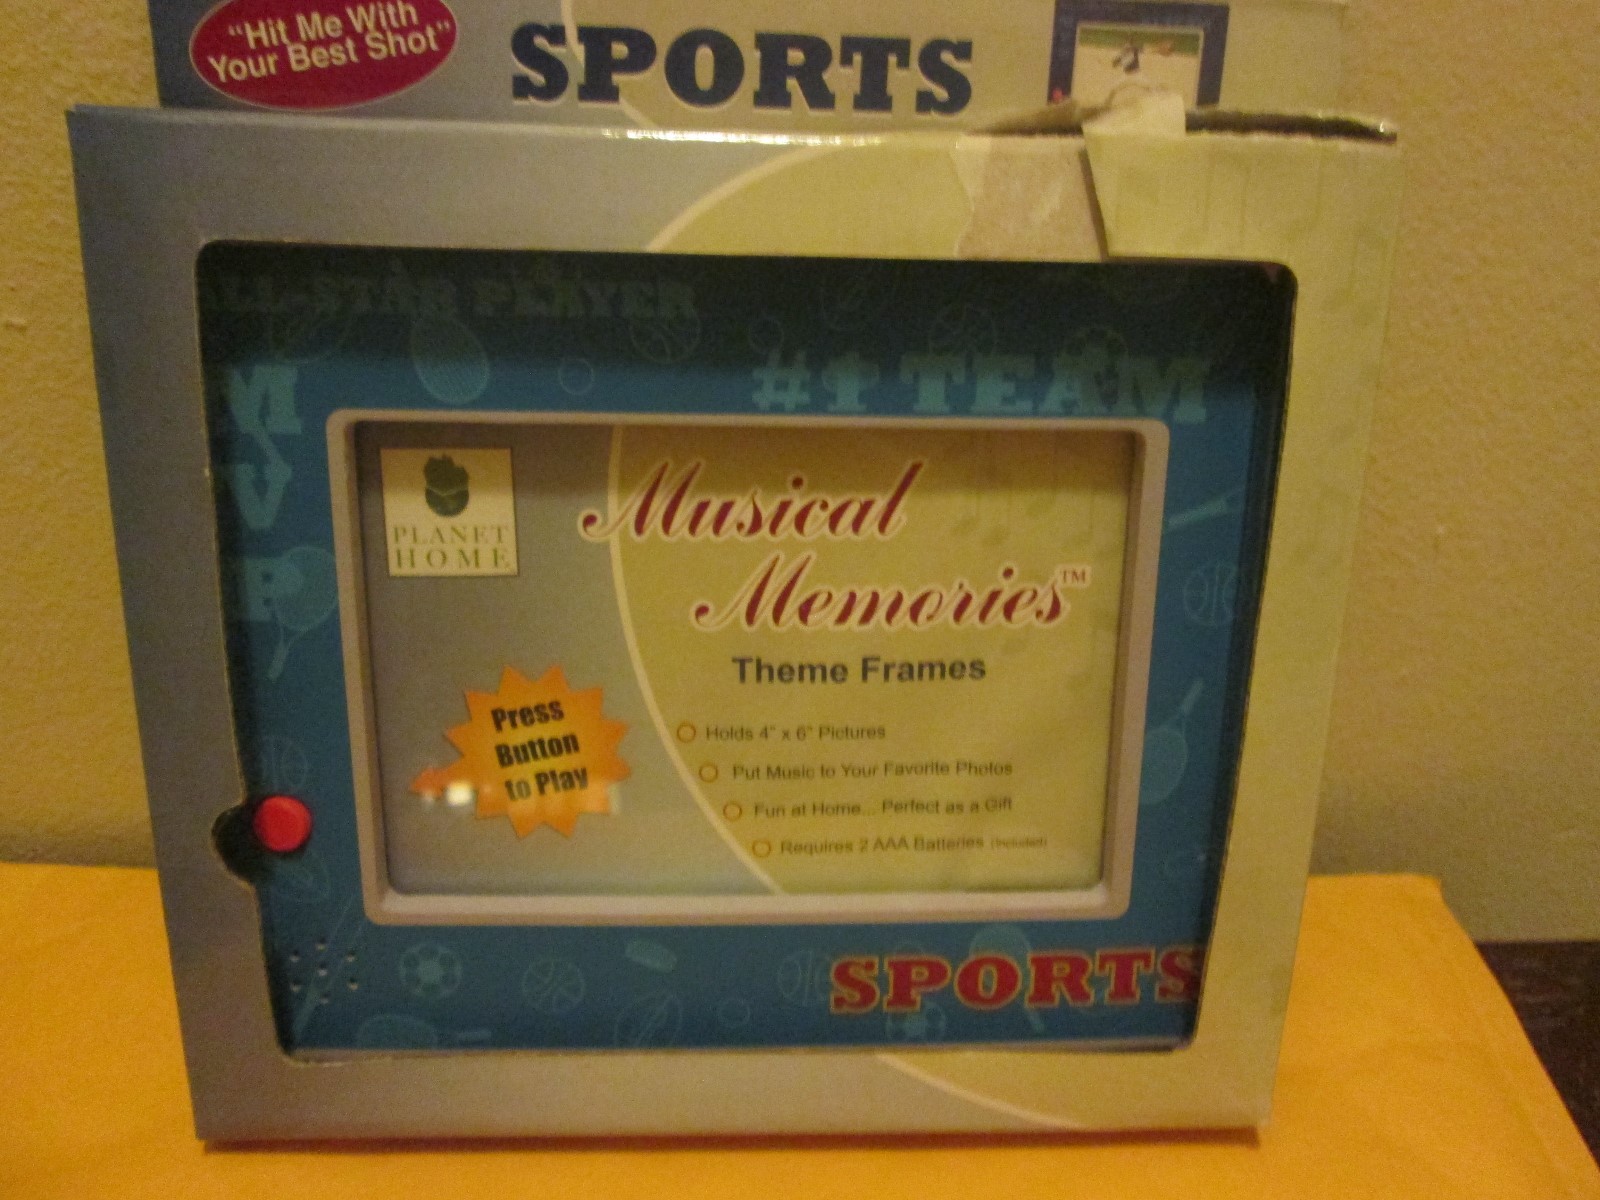 "Hit Me With
Your Best Shot"
SPORTS
ALL-STAR PLAYER
#1 TEAM
M
V
P
PLANET
HOME
Musical
Memories™
Theme Frames
Press
Button
to Play
Holds 4" x 6" Pictures
Put Music to Your Favorite Photos
Fun at Home... Perfect as a Gift
Requires 2 AAA Batteries (Included)
SPORTS